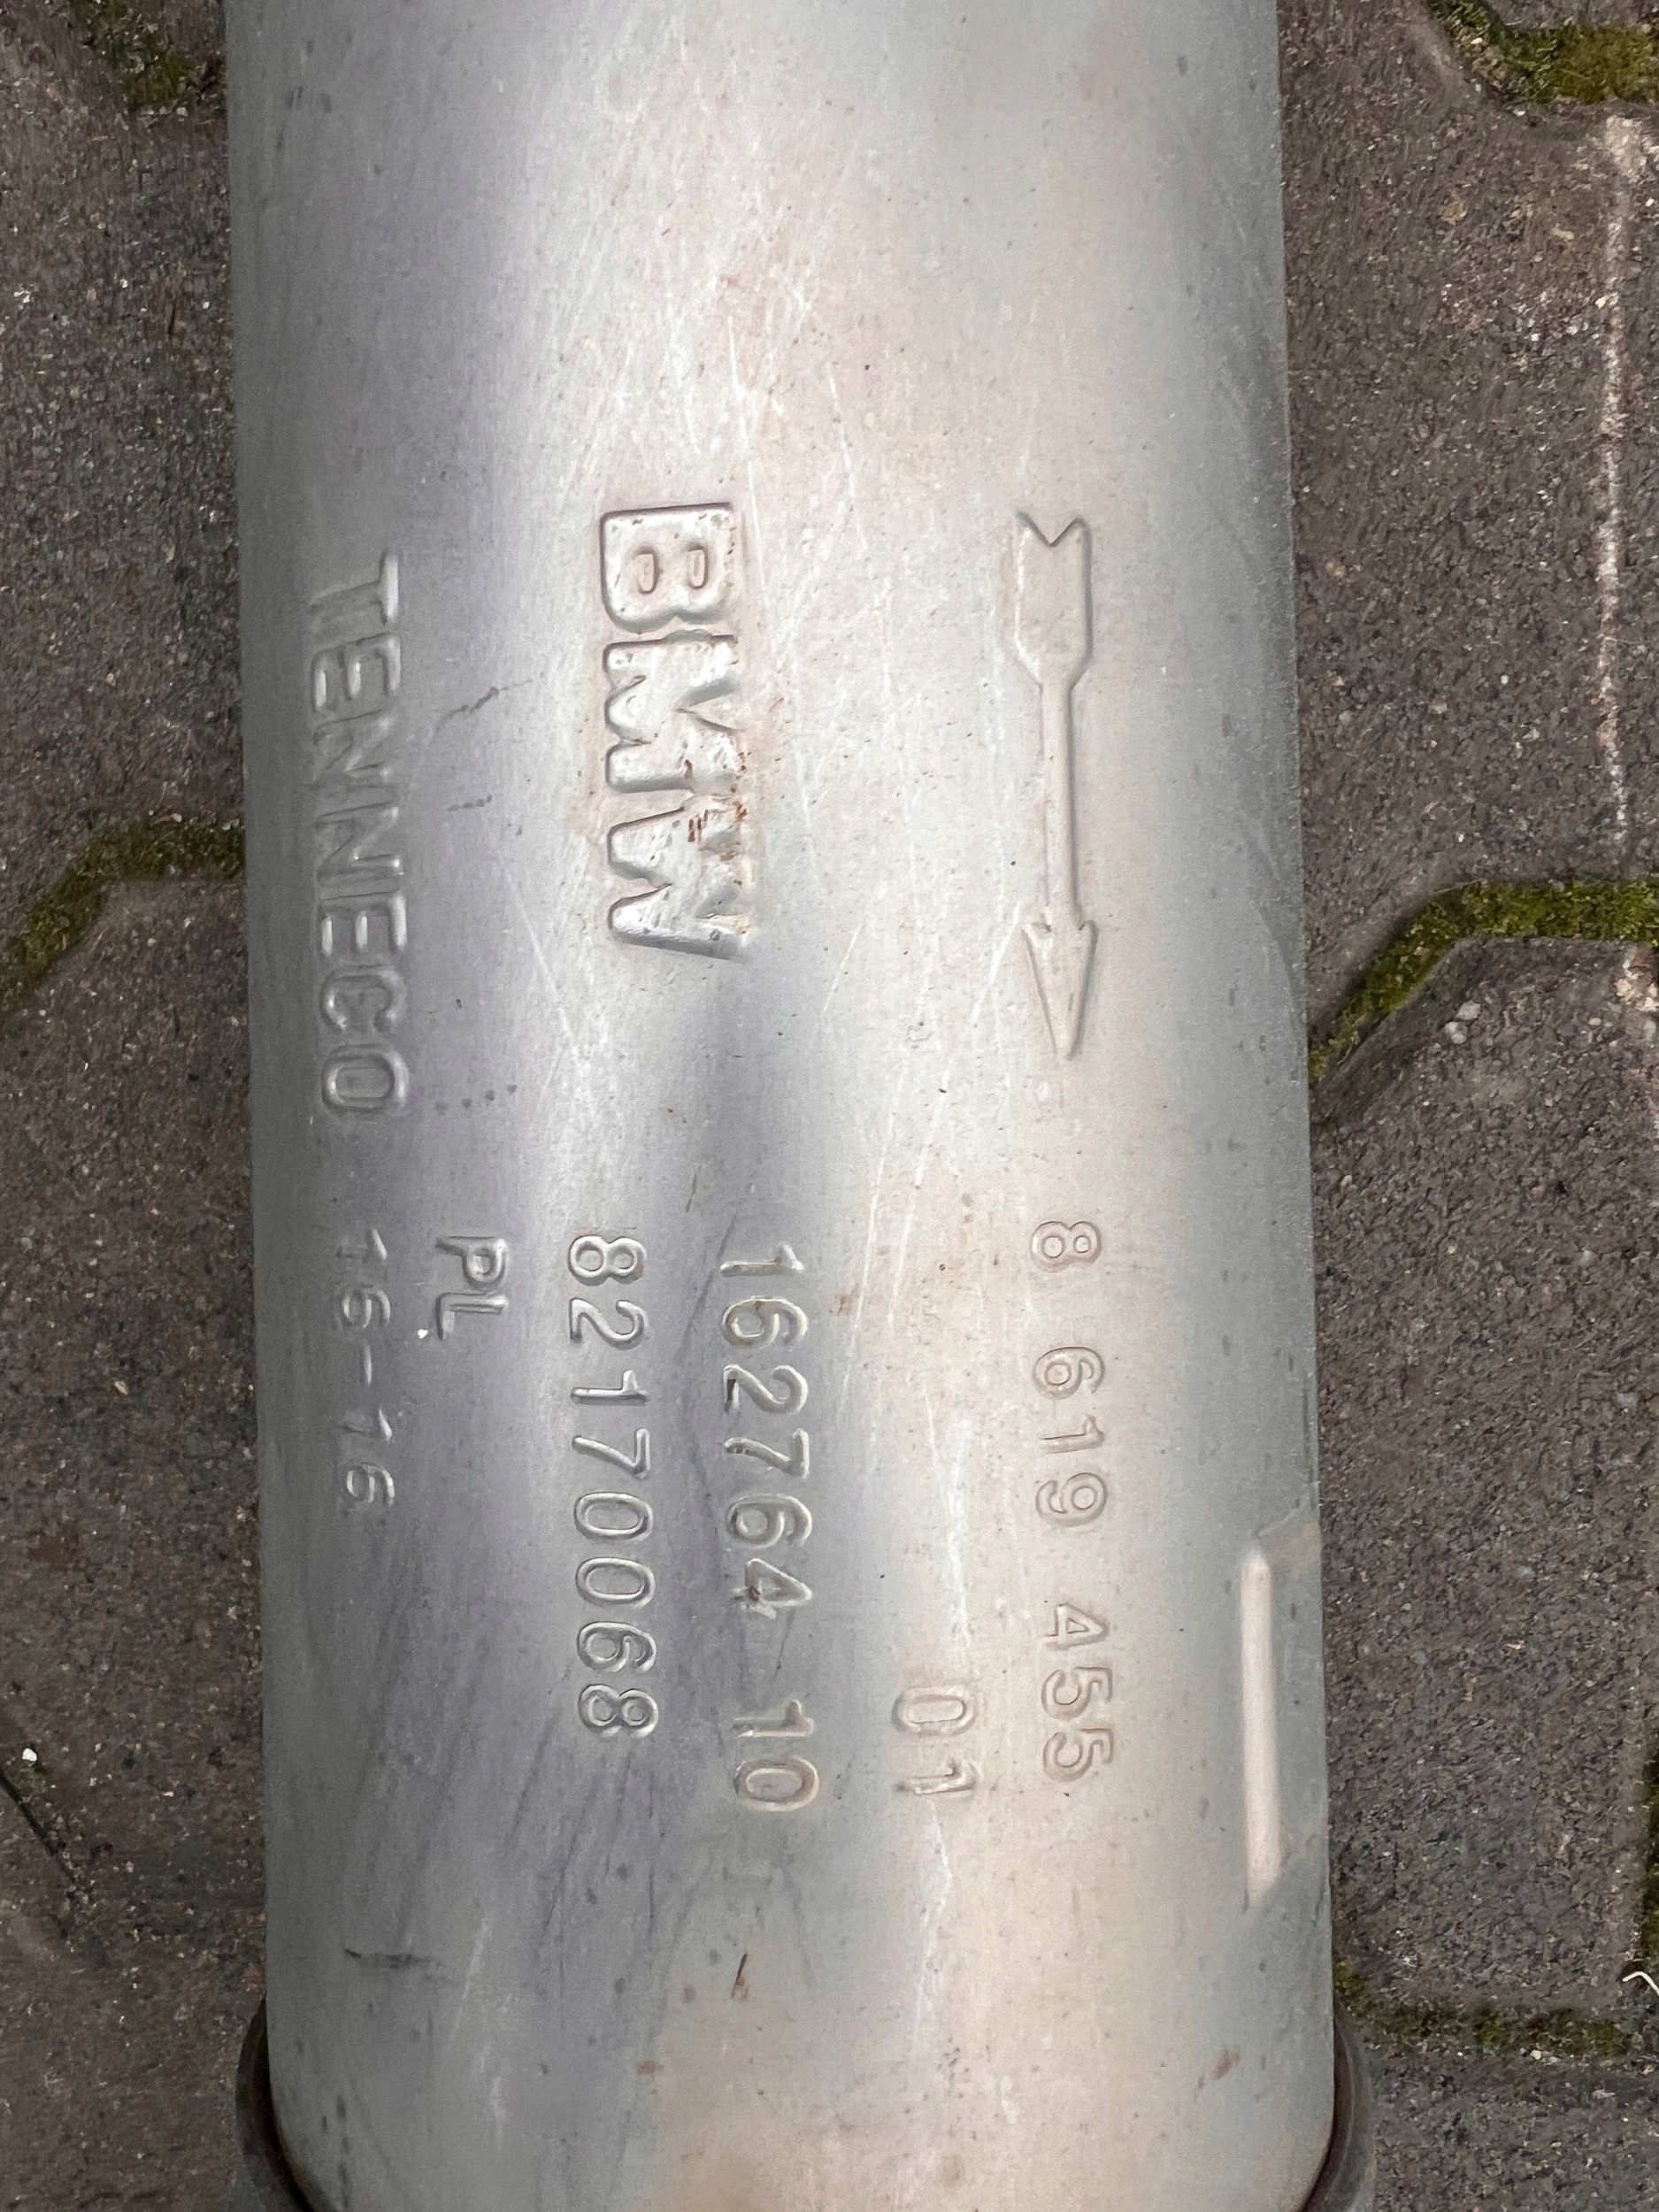 8 619 455
01
BMW
162764 10
82170068
PL
TENNECO 16-16